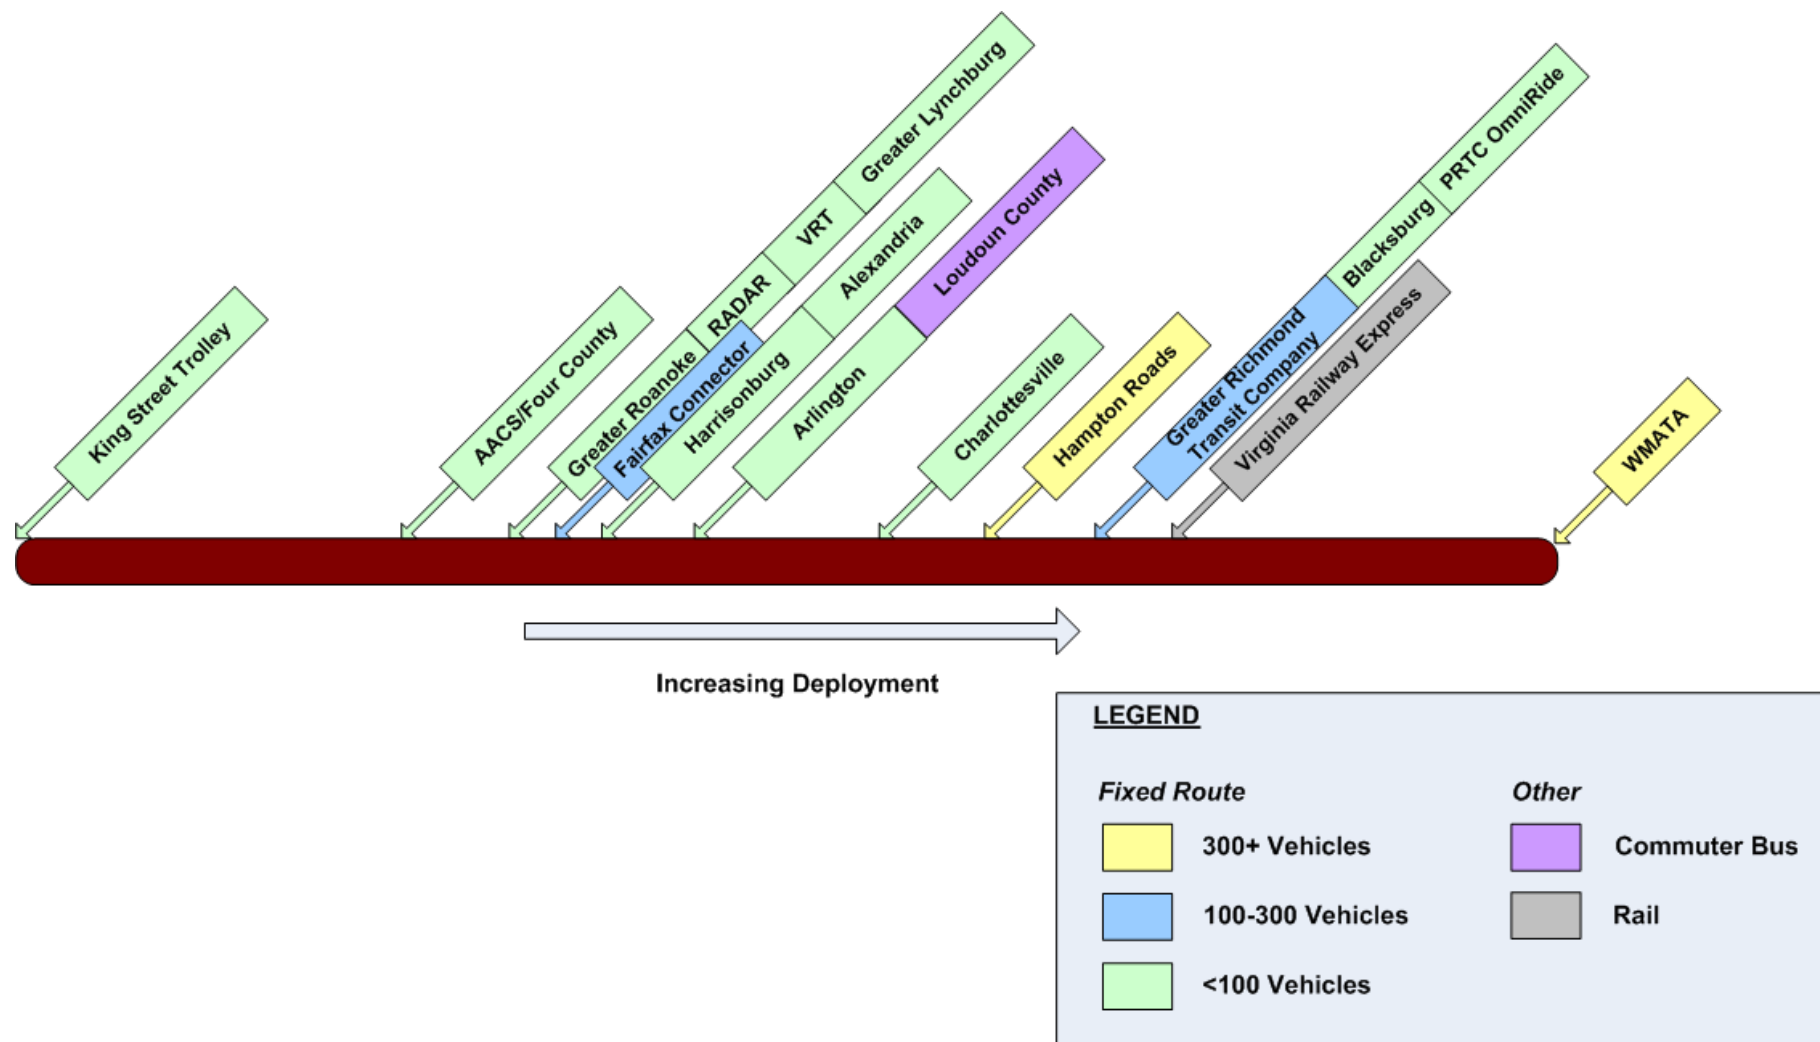 King Street Trolley
AACS/Four County
Greater Roanoke
RADAR
VRT
Greater Lynchburg
Fairfax Connector
Harrisonburg
Alexandria
Arlington
Loudoun County
Charlottesville
Hampton Roads
Greater Richmond
Transit Company
Blacksburg
PRTC OmniRide
Virginia Railway Express
WMATA
Increasing Deployment
LEGEND
Fixed Route
Other
300+ Vehicles
Commuter Bus
100-300 Vehicles
Rail
<100 Vehicles